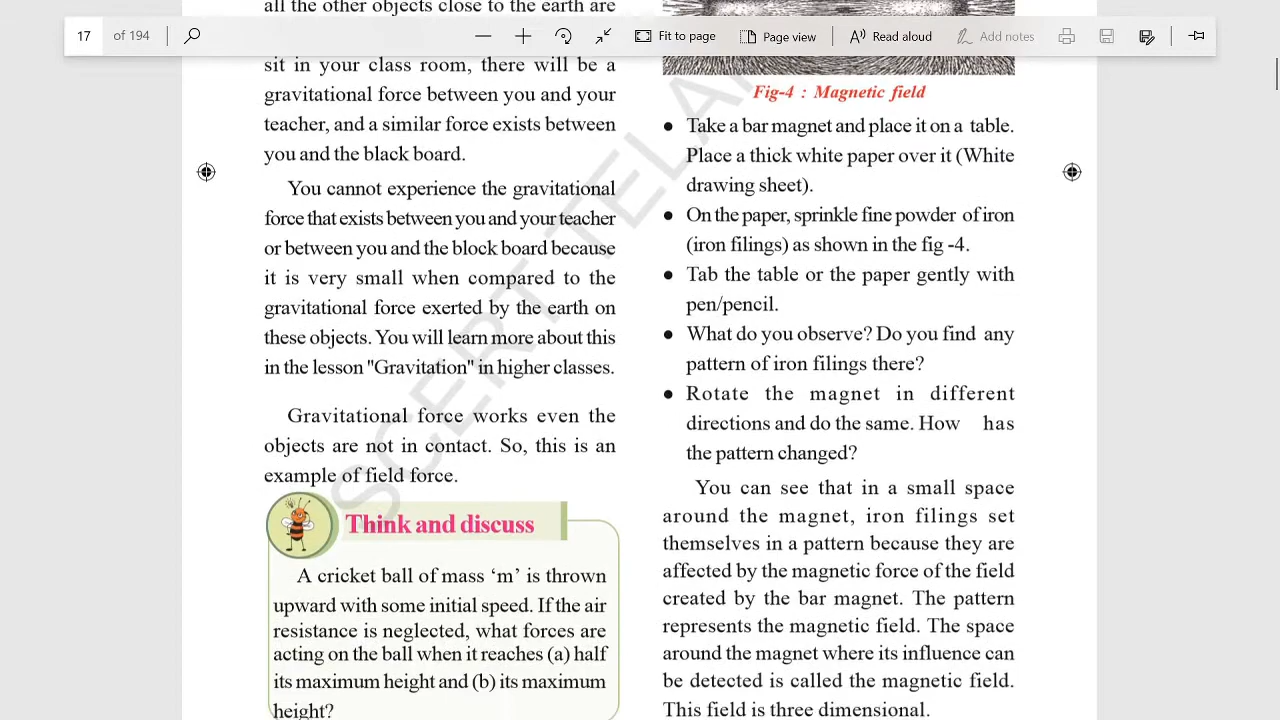 all the other objects close to the earth are
17 of 194
Fit to page
Page view
Read aloud
Add notes
sit in your class room, there will be a
gravitational force between you and your
teacher, and a similar force exists between
you and the black board.
You cannot experience the gravitational
force that exists between you and your teacher
or between you and the block board because
it is very small when compared to the
gravitational force exerted by the earth on
these objects. You will learn more about this
in the lesson "Gravitation" in higher classes.
Gravitational force works even the
objects are not in contact. So, this is an
example of field force.
Think and discuss
A cricket ball of mass ‘m’ is thrown
upward with some initial speed. If the air
resistance is neglected, what forces are
acting on the ball when it reaches (a) half
its maximum height and (b) its maximum
height?
Fig-4 : Magnetic field
● Take a bar magnet and place it on a table.
Place a thick white paper over it (White
drawing sheet).
● On the paper, sprinkle fine powder of iron
(iron filings) as shown in the fig -4.
● Tab the table or the paper gently with
pen/pencil.
● What do you observe? Do you find any
pattern of iron filings there?
● Rotate the magnet in different
directions and do the same. How has
the pattern changed?
You can see that in a small space
around the magnet, iron filings set
themselves in a pattern because they are
affected by the magnetic force of the field
created by the bar magnet. The pattern
represents the magnetic field. The space
around the magnet where its influence can
be detected is called the magnetic field.
This field is three dimensional.
SCERT